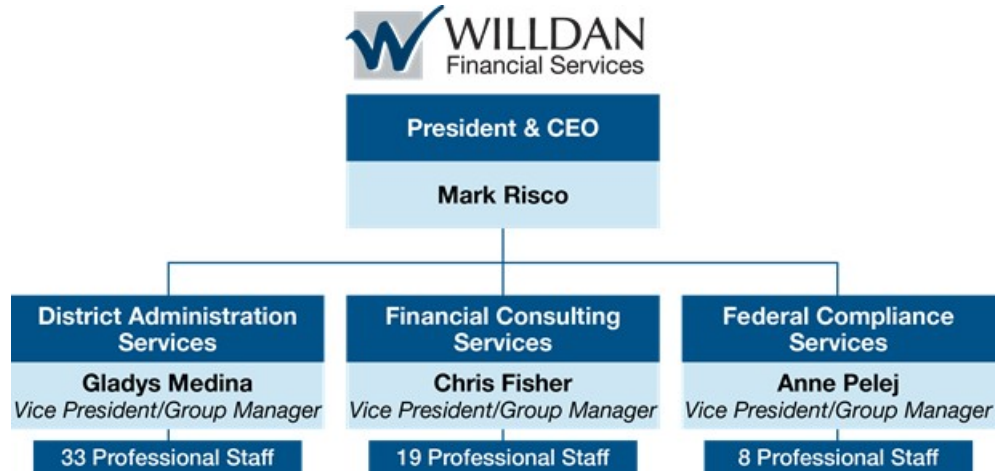 WILLDAN
Financial Services
President & CEO
Mark Risco
District Administration
Services
Gladys Medina
Vice President/Group Manager
33 Professional Staff
Financial Consulting
Services
Chris Fisher
Vice President/Group Manager
19 Professional Staff
Federal Compliance
Services
Anne Pelej
Vice President/Group Manager
8 Professional Staff